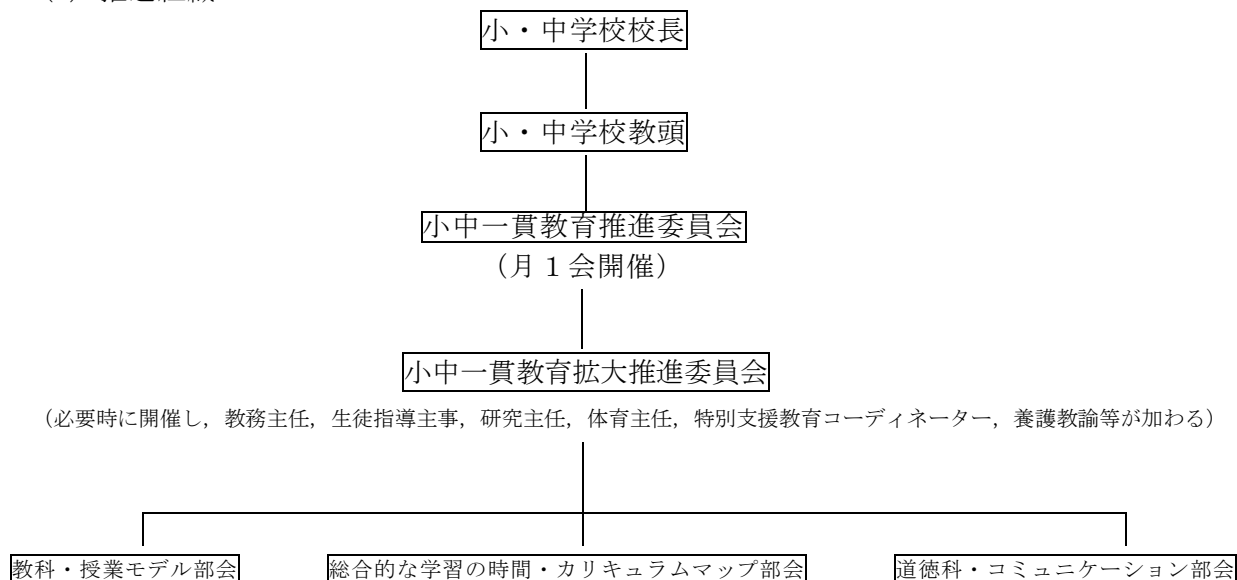 小・中学校校長
小・中学校教頭
小中一貫教育推進委員会
（月１会開催）
小中一貫教育拡大推進委員会
（必要時に開催し，教務主任，生徒指導主事，研究主任，体育主任，特別支援教育コーディネーター，養護教諭等が加わる）
教科・授業モデル部会
総合的な学習の時間・カリキュラムマップ部会
道徳科・コミュニケーション部会